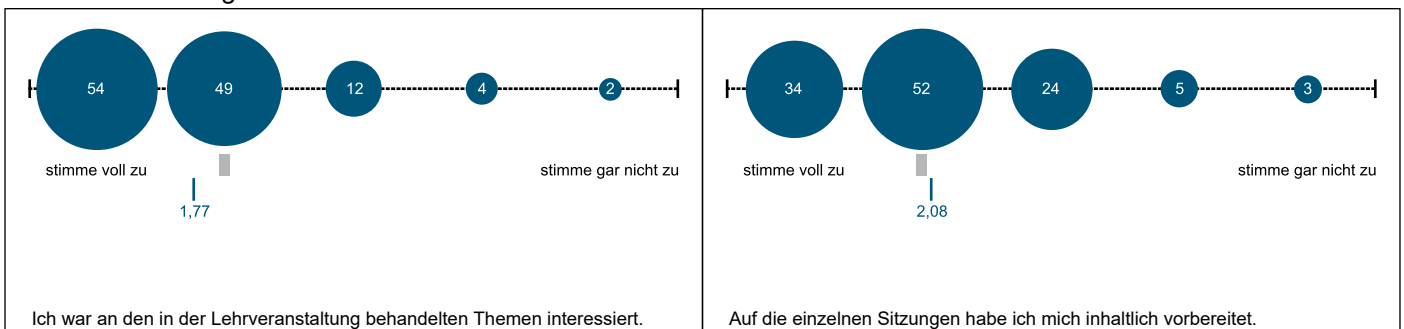 54 49 12 4 2
stimme voll zu stimme gar nicht zu
1,77
Ich war an den in der Lehrveranstaltung behandelten Themen interessiert.
34 52 24 5 3
stimme voll zu stimme gar nicht zu
2,08
Auf die einzelnen Sitzungen habe ich mich inhaltlich vorbereitet.